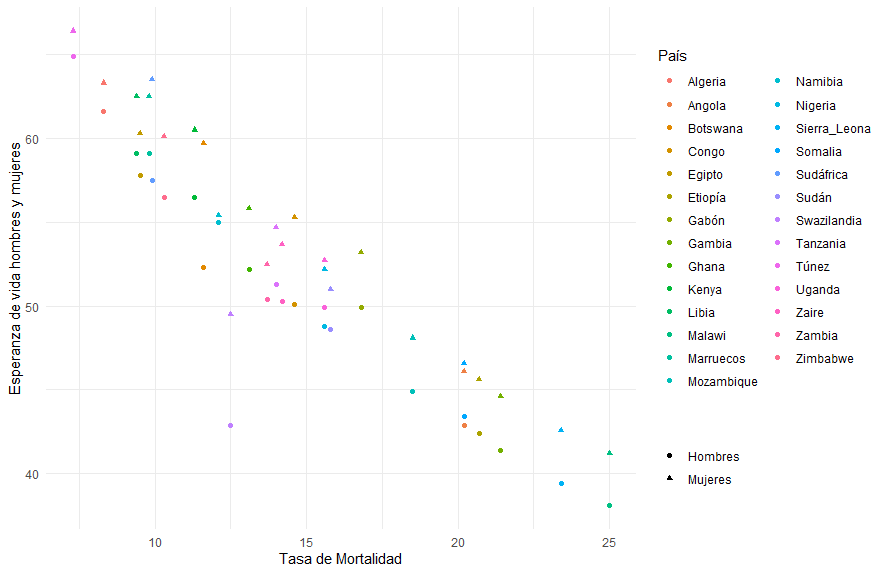 Esperanza de vida hombres y mujeres
60
50
40
10
15
20
25
Tasa de Mortalidad
País
Algeria
Angola
Botswana
Congo
Egipto
Etiopía
Gabón
Gambia
Ghana
Kenya
Libia
Malawi
Marruecos
Mozambique
Namibia
Nigeria
Sierra_Leona
Somalia
Sudáfrica
Sudán
Swazilandia
Tanzania
Túnez
Uganda
Zaire
Zambia
Zimbabwe
Hombres
Mujeres